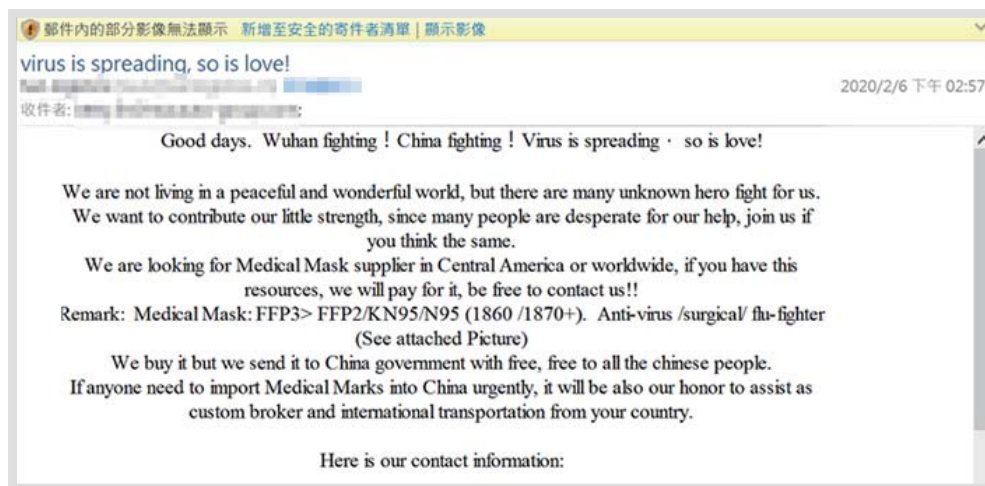 郵件內的部分影像無法顯示 新增至安全的寄件者清單 | 顯示影像
virus is spreading, so is love!
2020/2/6 下午 02:57
收件者:
Good days. Wuhan fighting！China fighting！Virus is spreading · so is love!
We are not living in a peaceful and wonderful world, but there are many unknown hero fight for us.
We want to contribute our little strength, since many people are desperate for our help, join us if
you think the same.
We are looking for Medical Mask supplier in Central America or worldwide, if you have this
resources, we will pay for it, be free to contact us!!
Remark: Medical Mask: FFP3> FFP2/KN95/N95 (1860 /1870+). Anti-virus /surgical/ flu-fighter
(See attached Picture)
We buy it but we send it to China government with free, free to all the chinese people.
If anyone need to import Medical Marks into China urgently, it will be also our honor to assist as
custom broker and international transportation from your country.
Here is our contact information: